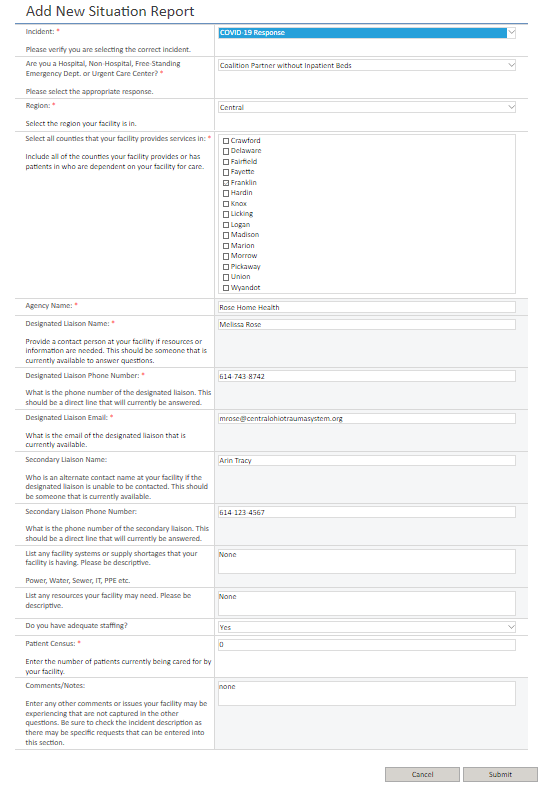 Add New Situation Report
Incident: *
COVID-19 Response
Please verify you are selecting the correct incident.
Are you a Hospital, Non-Hospital, Free-Standing
Emergency Dept. or Urgent Care Center? *
Coalition Partner without Inpatient Beds
Please select the appropriate response.
Region: *
Central
Select the region your facility is in.
Select all counties that your facility provides services in: *
Include all of the counties your facility provides or has
patients in who are dependent on your facility for care.
Crawford
Delaware
Fairfield
Fayette
Franklin
Hardin
Knox
Licking
Logan
Madison
Marion
Morrow
Pickaway
Union
Wyandot
Agency Name: *
Rose Home Health
Designated Liaison Name: *
Melissa Rose
Provide a contact person at your facility if resources or
information are needed. This should be someone that is
currently available to answer questions.
Designated Liaison Phone Number: *
614-743-8742
What is the phone number of the designated liaison. This
should be a direct line that will currently be answered.
Designated Liaison Email: *
mrose@centralohiotraumasystem.org
What is the email of the designated liaison that is
currently available.
Secondary Liaison Name:
Arin Tracy
Who is an alternate contact name at your facility if the
designated liaison is unable to be contacted. This should
be someone that is currently available.
Secondary Liaison Phone Number:
614-123-4567
What is the phone number of the secondary liaison. This
should be a direct line that will currently be answered.
List any facility systems or supply shortages that your
facility is having. Please be descriptive.
None
Power, Water, Sewer, IT, PPE etc.
List any resources your facility may need. Please be
descriptive.
None
Do you have adequate staffing?
Yes
Patient Census: *
0
Enter the number of patients currently being cared for by
your facility.
Comments/Notes:
none
Enter any other comments or issues your facility may be
experiencing that are not captured in the other
questions. Be sure to check the incident description as
there may be specific requests that can be entered into
this section.
Cancel
Submit